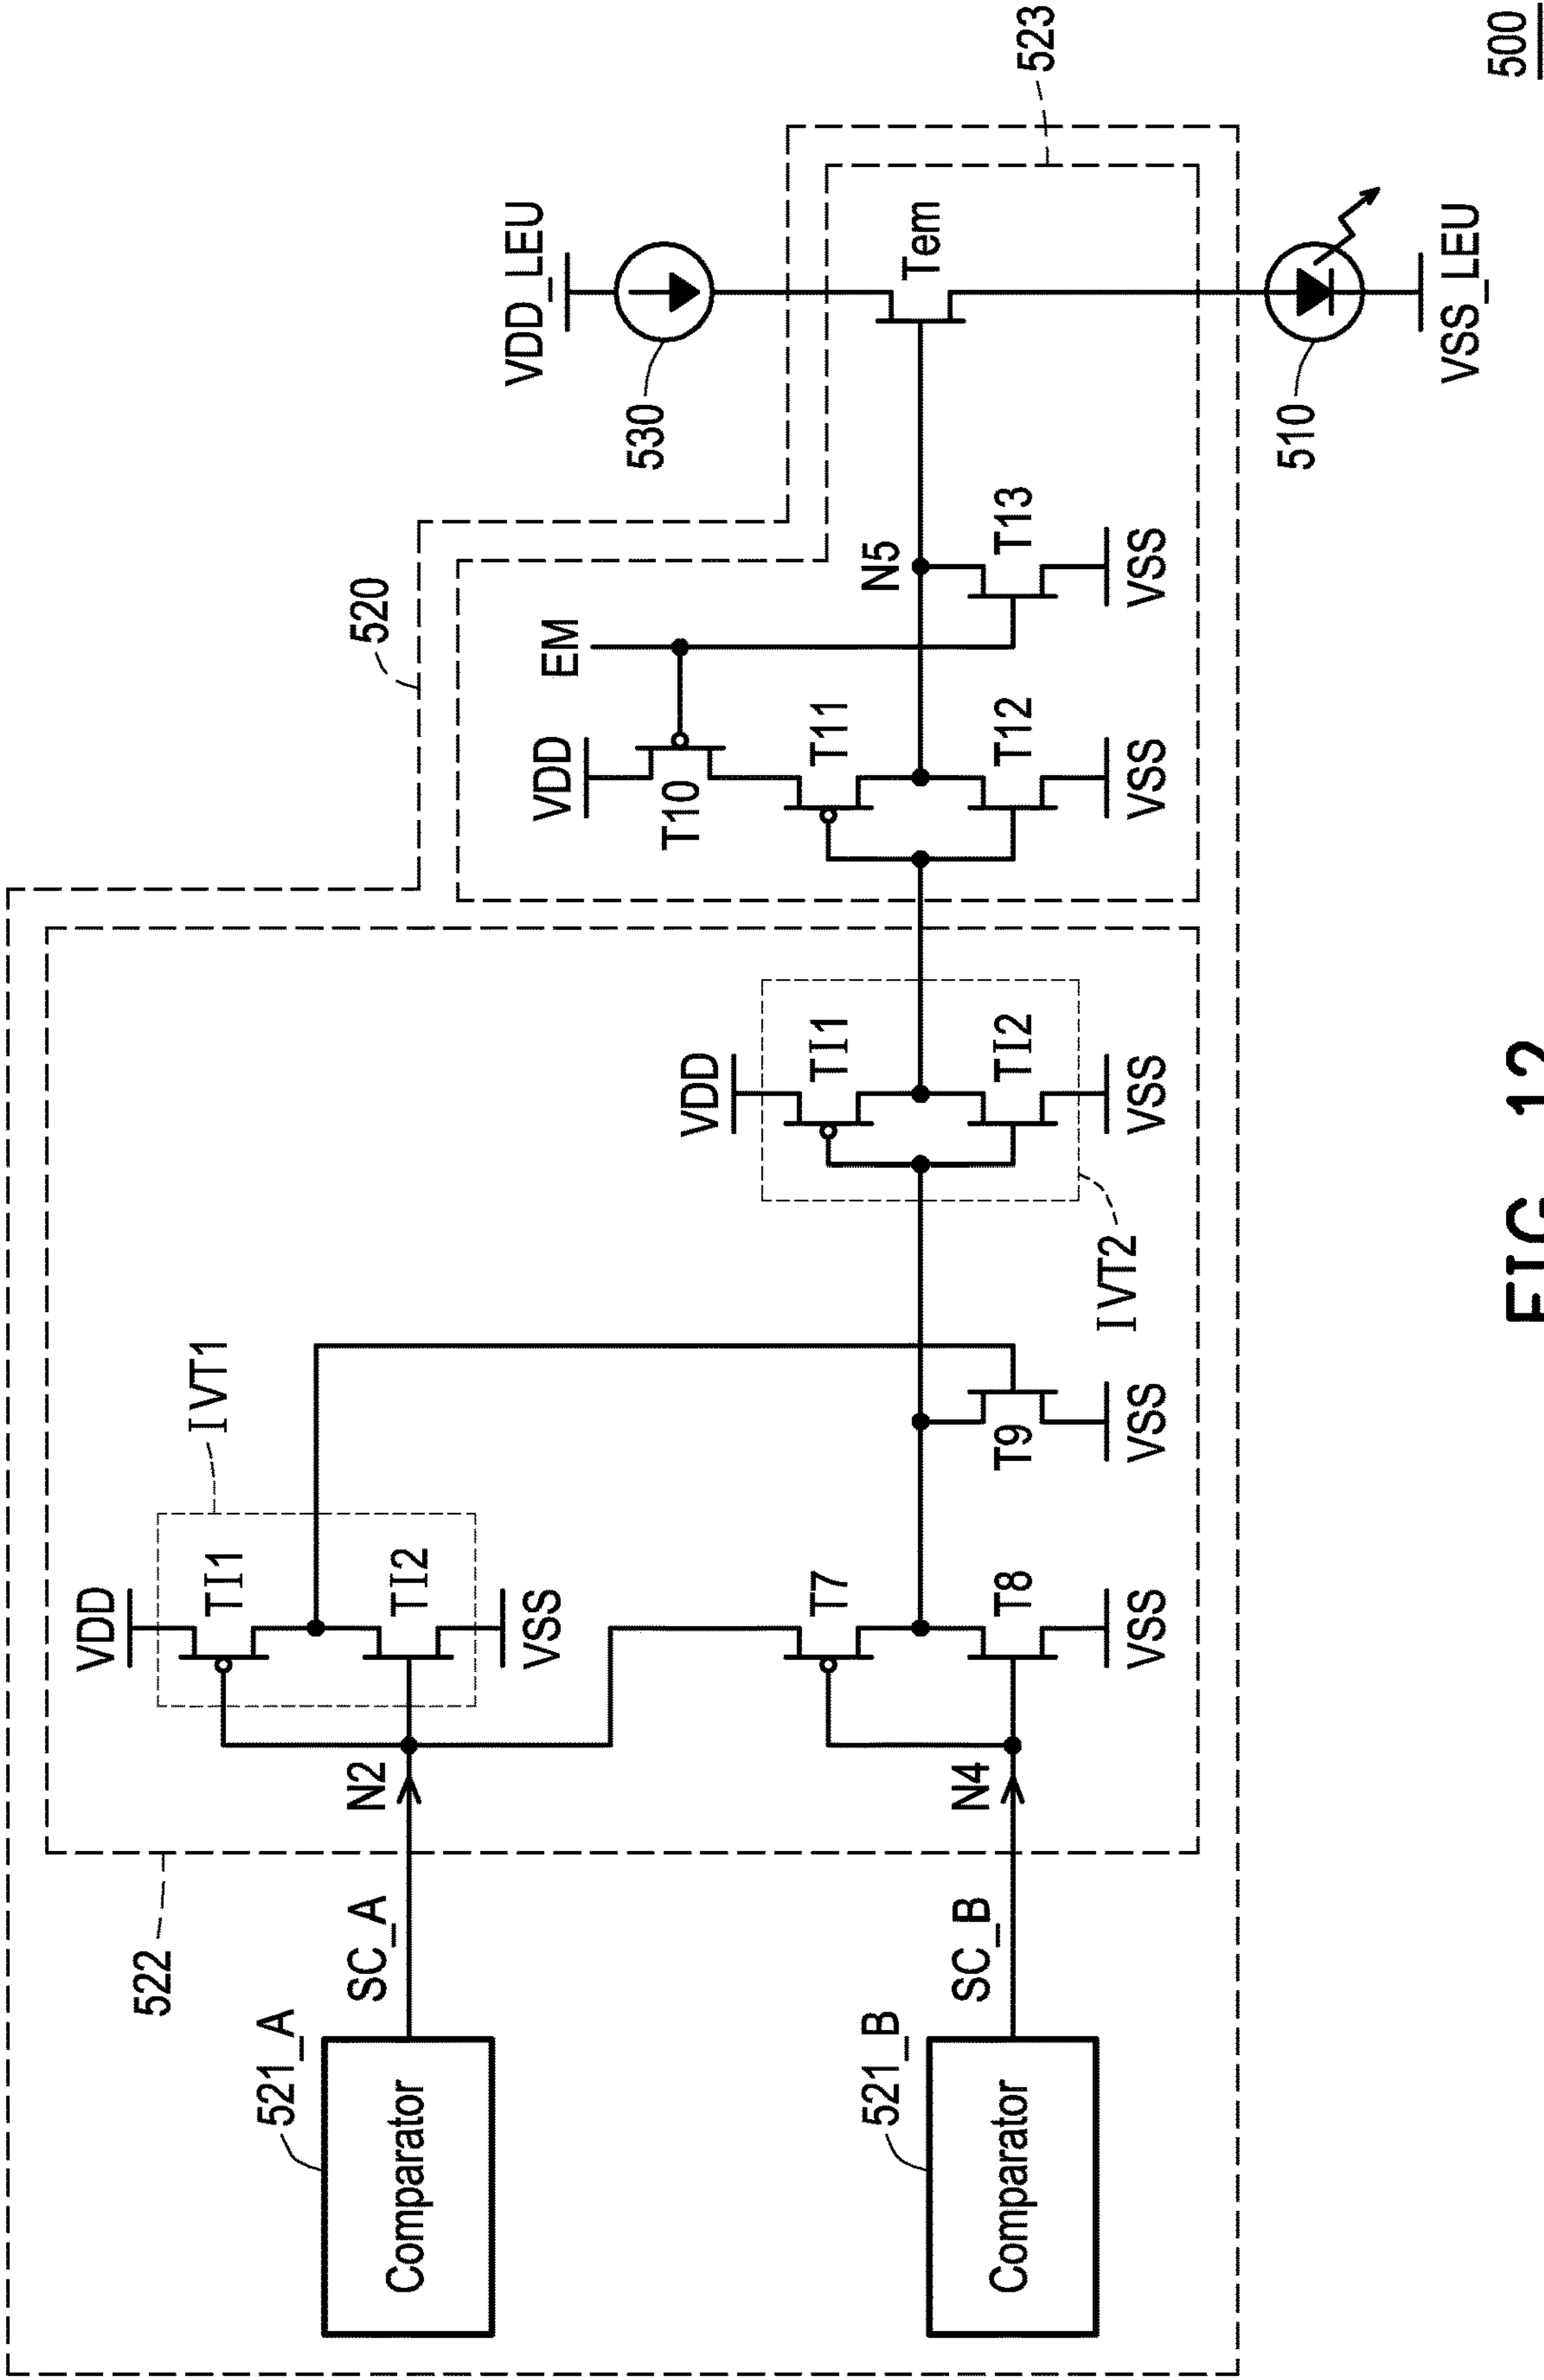 520
522
523
521_A
Comparator
SC_A
N2
VDD
TI1
TI2
VSS
IVT1
521_B
Comparator
SC_B
N4
T7
T8
VSS
T9
VSS
VDD
TI1
TI2
VSS
IVT2
VDD
T10
EM
T11
T12
VSS
N5
T13
VSS
VDD_LEU
530
Tem
510
VSS_LEU
500
FIG. 12